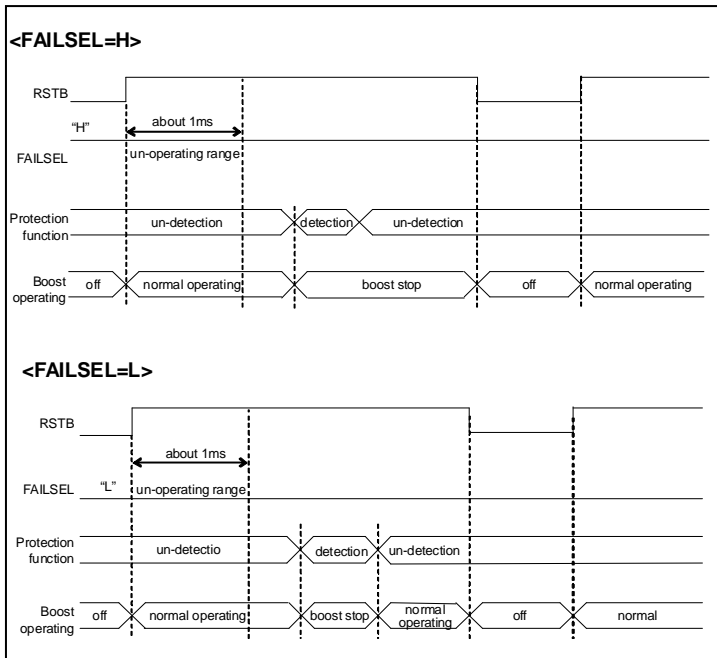 <FAILSEL=H>
RSTB
about 1ms
"H"
FAILSEL
un-operating range
Protection
function
un-detection
detection
un-detection
Boost
operating
off
normal operating
boost stop
off
normal operating
<FAILSEL=L>
RSTB
about 1ms
FAILSEL
"L"
un-operating range
Protection
function
un-detectio
detection
un-detection
Boost
operating
off
normal operating
boost stop
normal
operating
off
normal